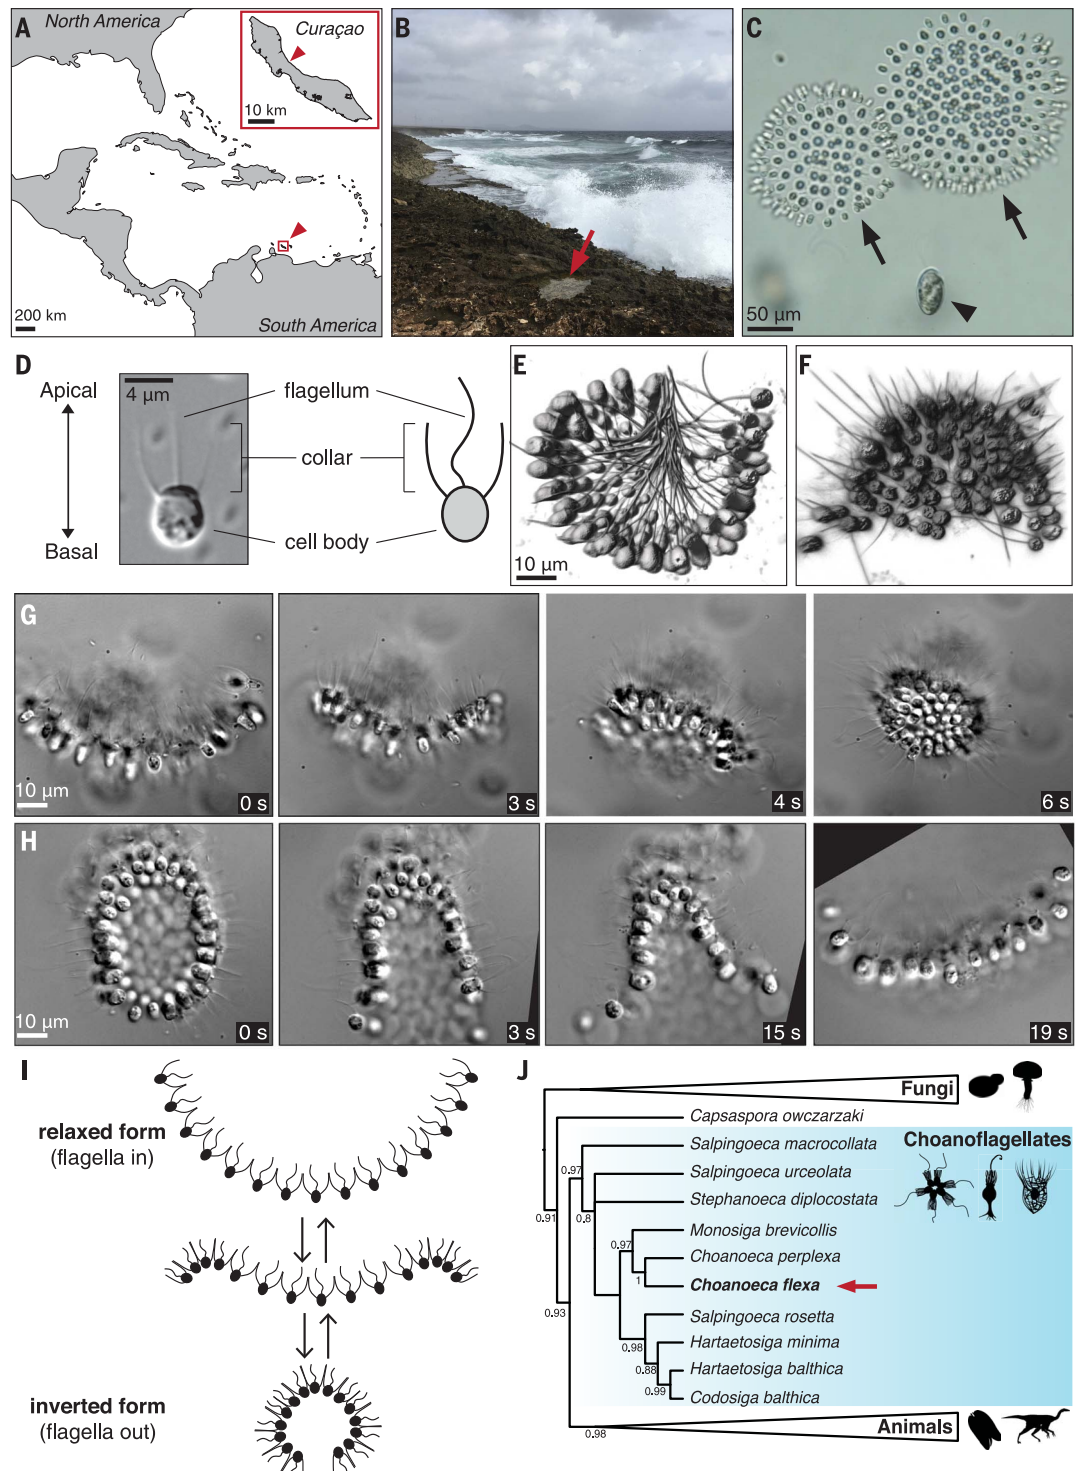 A
North America
Curaçao
10 km
200 km
South America
B
C
50 µm
D
Apical
Basal
4 µm
flagellum
collar
cell body
E
10 µm
F
G
10 µm
0 s
3 s
4 s
6 s
H
10 µm
0 s
3 s
15 s
19 s
I
relaxed form
(flagella in)
inverted form
(flagella out)
J
Fungi
Capsaspora owczarzaki
Choanoflagellates
Salpingoeca macrocollata
0.97
Salpingoeca urceolata
Stephanoeca diplocostata
0.91
0.8
Monosiga brevicollis
0.97
Choanoeca perplexa
1
Choanoeca flexa
0.93
Salpingoeca rosetta
0.98
Hartaetosiga minima
0.88
Hartaetosiga balthica
0.99
Codosiga balthica
Animals
0.98